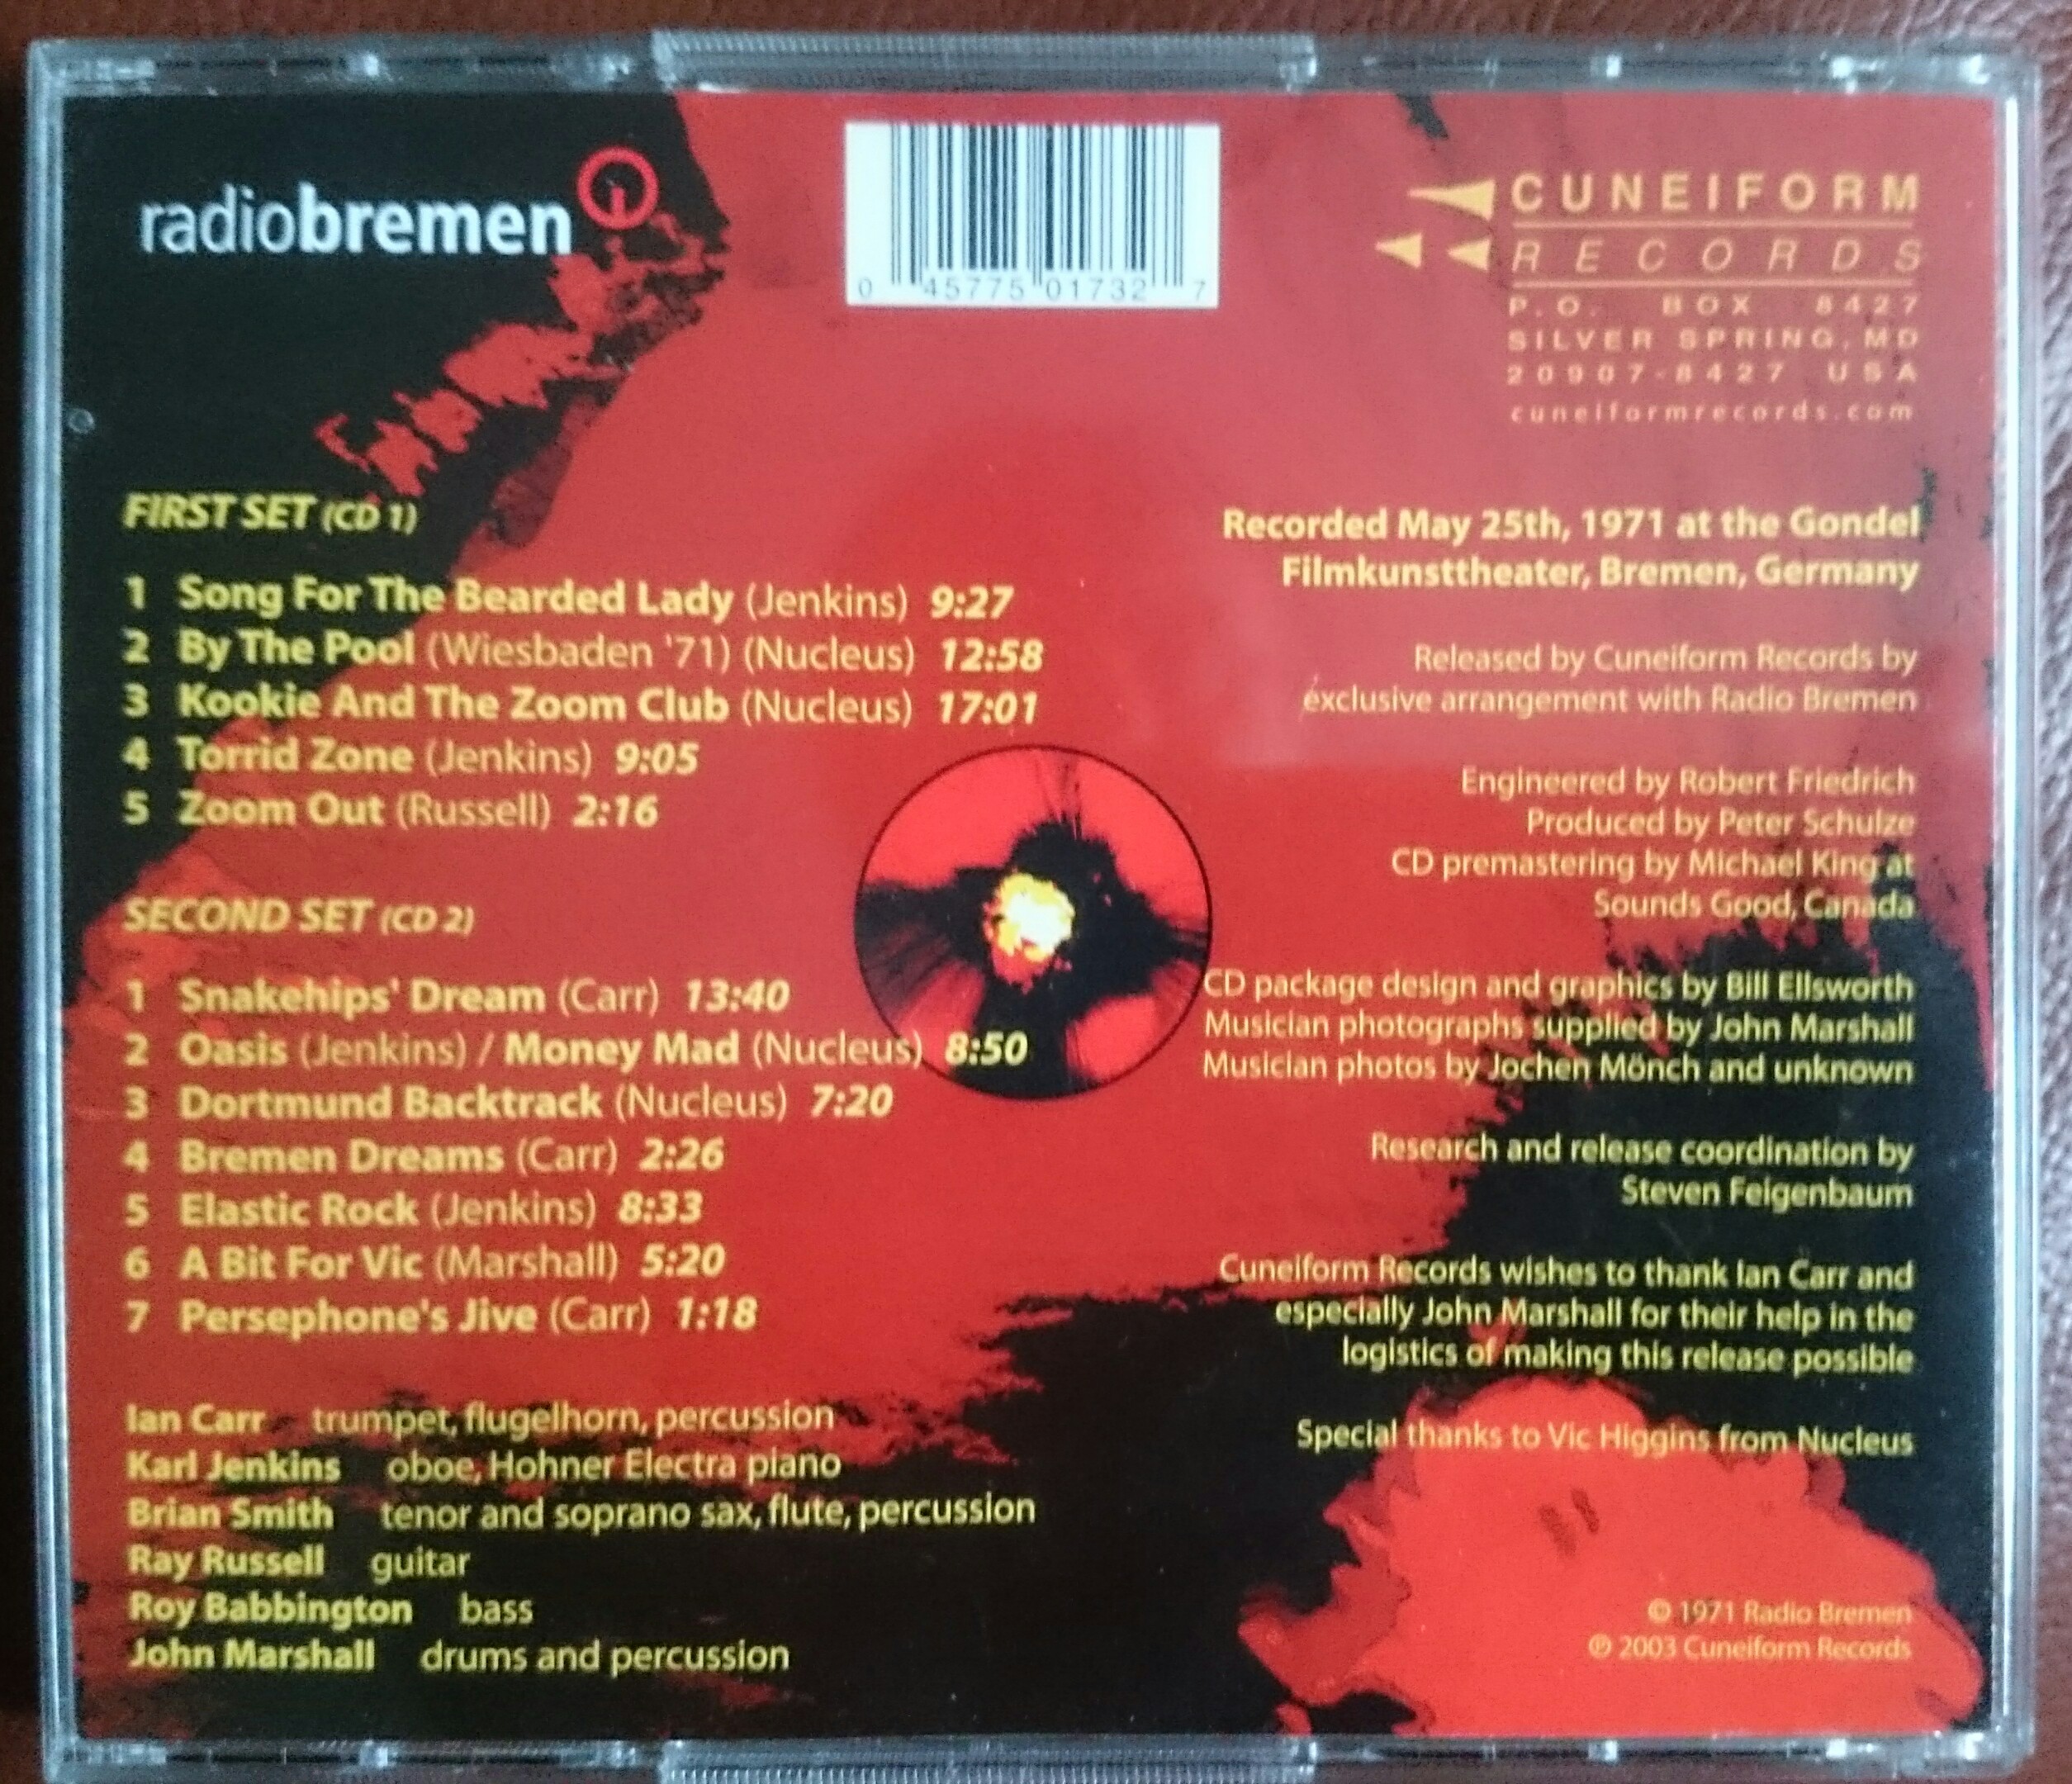 radiobremen
0 45775 01732 7
CUNEIFORM
RECORDS
P.O. BOX 8427
SILVER SPRING, MD
20907-8427 USA
cuneiformrecords.com
FIRST SET (CD 1)
1 Song For The Bearded Lady (Jenkins) 9:27
2 By The Pool (Wiesbaden '71) (Nucleus) 12:58
3 Kookie And The Zoom Club (Nucleus) 17:01
4 Torrid Zone (Jenkins) 9:05
5 Zoom Out (Russell) 2:16
SECOND SET (CD 2)
1 Snakehips' Dream (Carr) 13:40
2 Oasis (Jenkins) / Money Mad (Nucleus) 8:50
3 Dortmund Backtrack (Nucleus) 7:20
4 Bremen Dreams (Carr) 2:26
5 Elastic Rock (Jenkins) 8:33
6 A Bit For Vic (Marshall) 5:20
7 Persephone's Jive (Carr) 1:18
Ian Carr trumpet, flugelhorn, percussion
Karl Jenkins oboe, Hohner Electra piano
Brian Smith tenor and soprano sax, flute, percussion
Ray Russell guitar
Roy Babbington bass
John Marshall drums and percussion
Recorded May 25th, 1971 at the Gondel
Filmkunsttheater, Bremen, Germany
Released by Cuneiform Records by
exclusive arrangement with Radio Bremen
Engineered by Robert Friedrich
Produced by Peter Schulze
CD premastering by Michael King at
Sounds Good, Canada
CD package design and graphics by Bill Ellsworth
Musician photographs supplied by John Marshall
Musician photos by Jochen Mönch and unknown
Research and release coordination by
Steven Feigenbaum
Cuneiform Records wishes to thank Ian Carr and
especially John Marshall for their help in the
logistics of making this release possible
Special thanks to Vic Higgins from Nucleus
© 1971 Radio Bremen
℗ 2003 Cuneiform Records